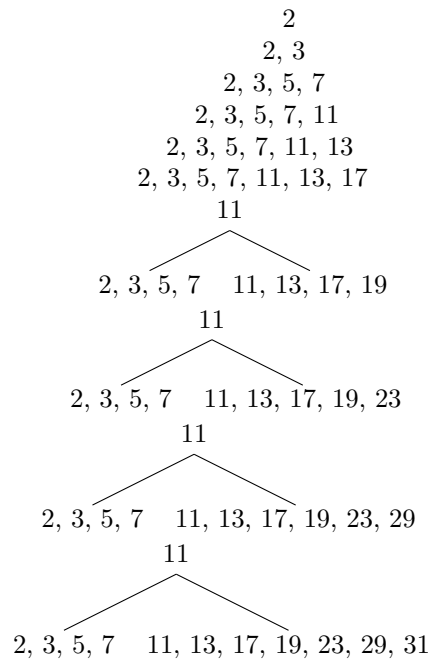 2
2, 3
2, 3, 5, 7
2, 3, 5, 7, 11
2, 3, 5, 7, 11, 13
2, 3, 5, 7, 11, 13, 17
11
2, 3, 5, 7 11, 13, 17, 19
11
2, 3, 5, 7 11, 13, 17, 19, 23
11
2, 3, 5, 7 11, 13, 17, 19, 23, 29
11
2, 3, 5, 7 11, 13, 17, 19, 23, 29, 31